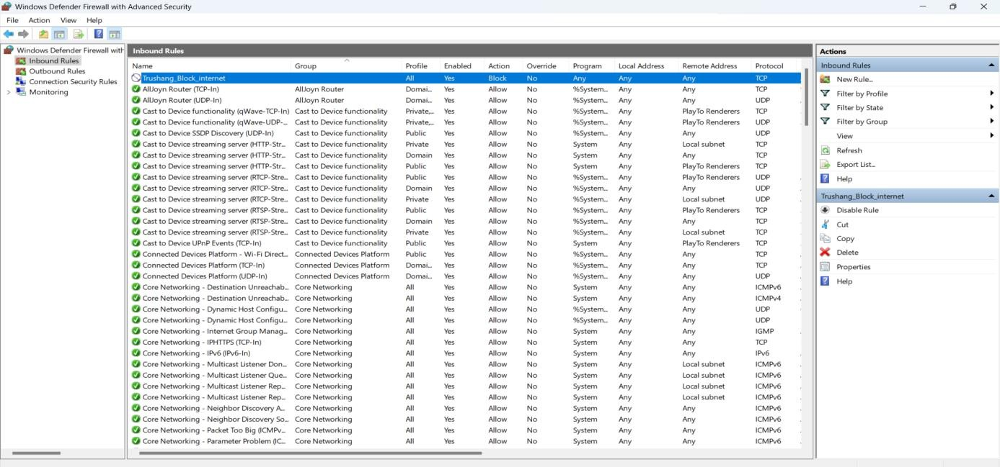 Windows Defender Firewall with Advanced Security
File Action View Help
Windows Defender Firewall with
Inbound Rules
Outbound Rules
Connection Security Rules
Monitoring
Inbound Rules
Name Group Profile Enabled Action Override Program Local Address Remote Address Protocol
Trushang_Block_internet All Yes Block No Any Any Any TCP
AllJoyn Router (TCP-In) AllJoyn Router Domai... Yes Allow No %System... Any Any TCP
AllJoyn Router (UDP-In) AllJoyn Router Domai... Yes Allow No %System... Any Any UDP
Cast to Device functionality (qWave-TCP-In) Cast to Device functionality Private,... Yes Allow No %System... Any PlayTo Renderers TCP
Cast to Device functionality (qWave-UDP-... Cast to Device functionality Private,... Yes Allow No %System... Any PlayTo Renderers UDP
Cast to Device SSDP Discovery (UDP-In) Cast to Device functionality Public Yes Allow No %System... Any Any UDP
Cast to Device streaming server (HTTP-Str... Cast to Device functionality Private Yes Allow No System Any Local subnet TCP
Cast to Device streaming server (HTTP-Str... Cast to Device functionality Domain Yes Allow No System Any Any TCP
Cast to Device streaming server (HTTP-Str... Cast to Device functionality Public Yes Allow No System Any PlayTo Renderers TCP
Cast to Device streaming server (RTCP-Stre... Cast to Device functionality Public Yes Allow No %System... Any PlayTo Renderers UDP
Cast to Device streaming server (RTCP-Stre... Cast to Device functionality Domain Yes Allow No %System... Any Any UDP
Cast to Device streaming server (RTCP-Stre... Cast to Device functionality Private Yes Allow No %System... Any Local subnet UDP
Cast to Device streaming server (RTSP-Stre... Cast to Device functionality Public Yes Allow No %System... Any PlayTo Renderers TCP
Cast to Device streaming server (RTSP-Stre... Cast to Device functionality Domain Yes Allow No %System... Any Any TCP
Cast to Device streaming server (RTSP-Stre... Cast to Device functionality Private Yes Allow No %System... Any Local subnet TCP
Cast to Device UPnP Events (TCP-In) Cast to Device functionality Public Yes Allow No System Any PlayTo Renderers TCP
Connected Devices Platform - Wi-Fi Direct... Connected Devices Platform Public Yes Allow No %System... Any Any TCP
Connected Devices Platform (TCP-In) Connected Devices Platform Domai... Yes Allow No %System... Any Any TCP
Connected Devices Platform (UDP-In) Connected Devices Platform Domai... Yes Allow No %System... Any Any UDP
Core Networking - Destination Unreachab... Core Networking All Yes Allow No System Any Any ICMPv6
Core Networking - Destination Unreachab... Core Networking All Yes Allow No System Any Any ICMPv4
Core Networking - Dynamic Host Configu... Core Networking All Yes Allow No %System... Any Any UDP
Core Networking - Dynamic Host Configu... Core Networking All Yes Allow No %System... Any Any UDP
Core Networking - Internet Group Manag... Core Networking All Yes Allow No System Any Any IGMP
Core Networking - IPHTTPS (TCP-In) Core Networking All Yes Allow No System Any Any TCP
Core Networking - IPv6 (IPv6-In) Core Networking All Yes Allow No System Any Any IPv6
Core Networking - Multicast Listener Don... Core Networking All Yes Allow No System Any Local subnet ICMPv6
Core Networking - Multicast Listener Que... Core Networking All Yes Allow No System Any Local subnet ICMPv6
Core Networking - Multicast Listener Rep... Core Networking All Yes Allow No System Any Local subnet ICMPv6
Core Networking - Multicast Listener Rep... Core Networking All Yes Allow No System Any Local subnet ICMPv6
Core Networking - Neighbor Discovery A... Core Networking All Yes Allow No System Any Any ICMPv6
Core Networking - Neighbor Discovery So... Core Networking All Yes Allow No System Any Any ICMPv6
Core Networking - Packet Too Big (ICMPv... Core Networking All Yes Allow No System Any Any ICMPv6
Core Networking - Parameter Problem (IC... Core Networking All Yes Allow No System Any Any ICMPv6
Actions
Inbound Rules
New Rule...
Filter by Profile
Filter by State
Filter by Group
View
Refresh
Export List...
Help
Trushang_Block_internet
Disable Rule
Cut
Copy
Delete
Properties
Help